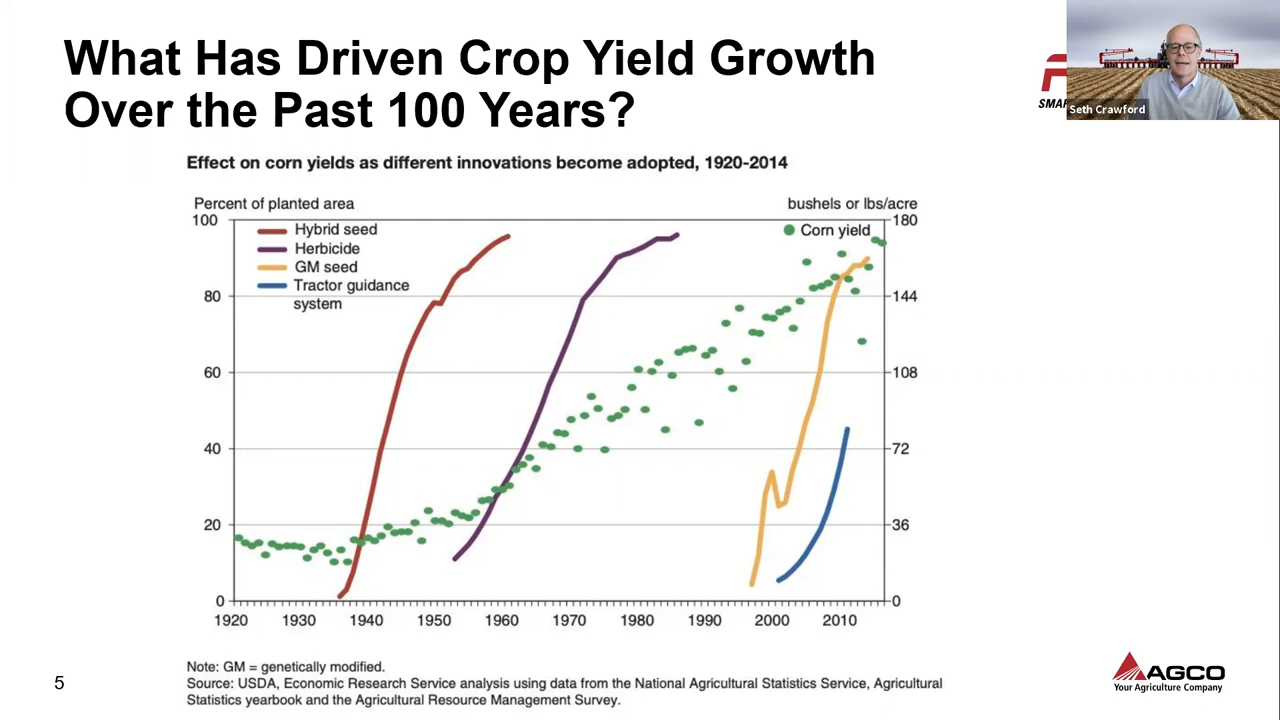 What Has Driven Crop Yield Growth
Over the Past 100 Years?
Seth Crawford
Effect on corn yields as different innovations become adopted, 1920-2014
Percent of planted area
bushels or lbs/acre
100
80
60
40
20
0
Hybrid seed
Herbicide
GM seed
Tractor guidance
system
Corn yield
180
144
108
72
36
0
1920 1930 1940 1950 1960 1970 1980 1990 2000 2010
Note: GM = genetically modified.
Source: USDA, Economic Research Service analysis using data from the National Agricultural Statistics Service, Agricultural
Statistics yearbook and the Agricultural Resource Management Survey.
5
AGCO
Your Agriculture Company